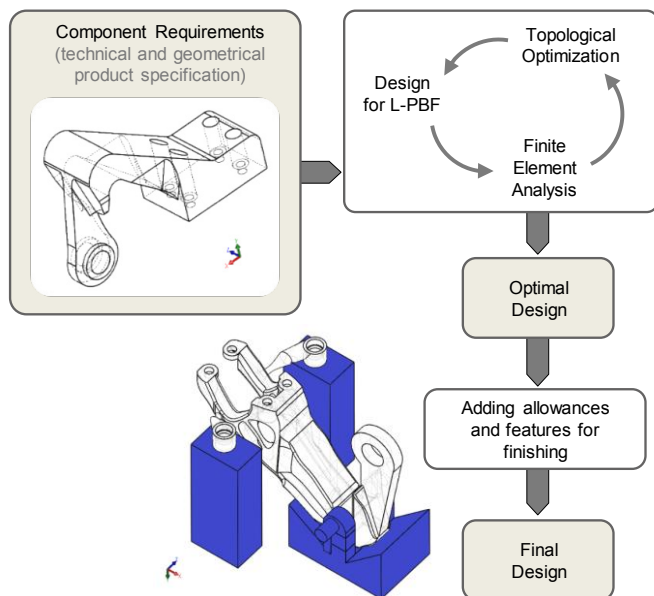 Component Requirements
(technical and geometrical
product specification)
Topological
Optimization
Design
for L-PBF
Finite
Element
Analysis
Optimal
Design
Adding allowances
and features for
finishing
Final
Design